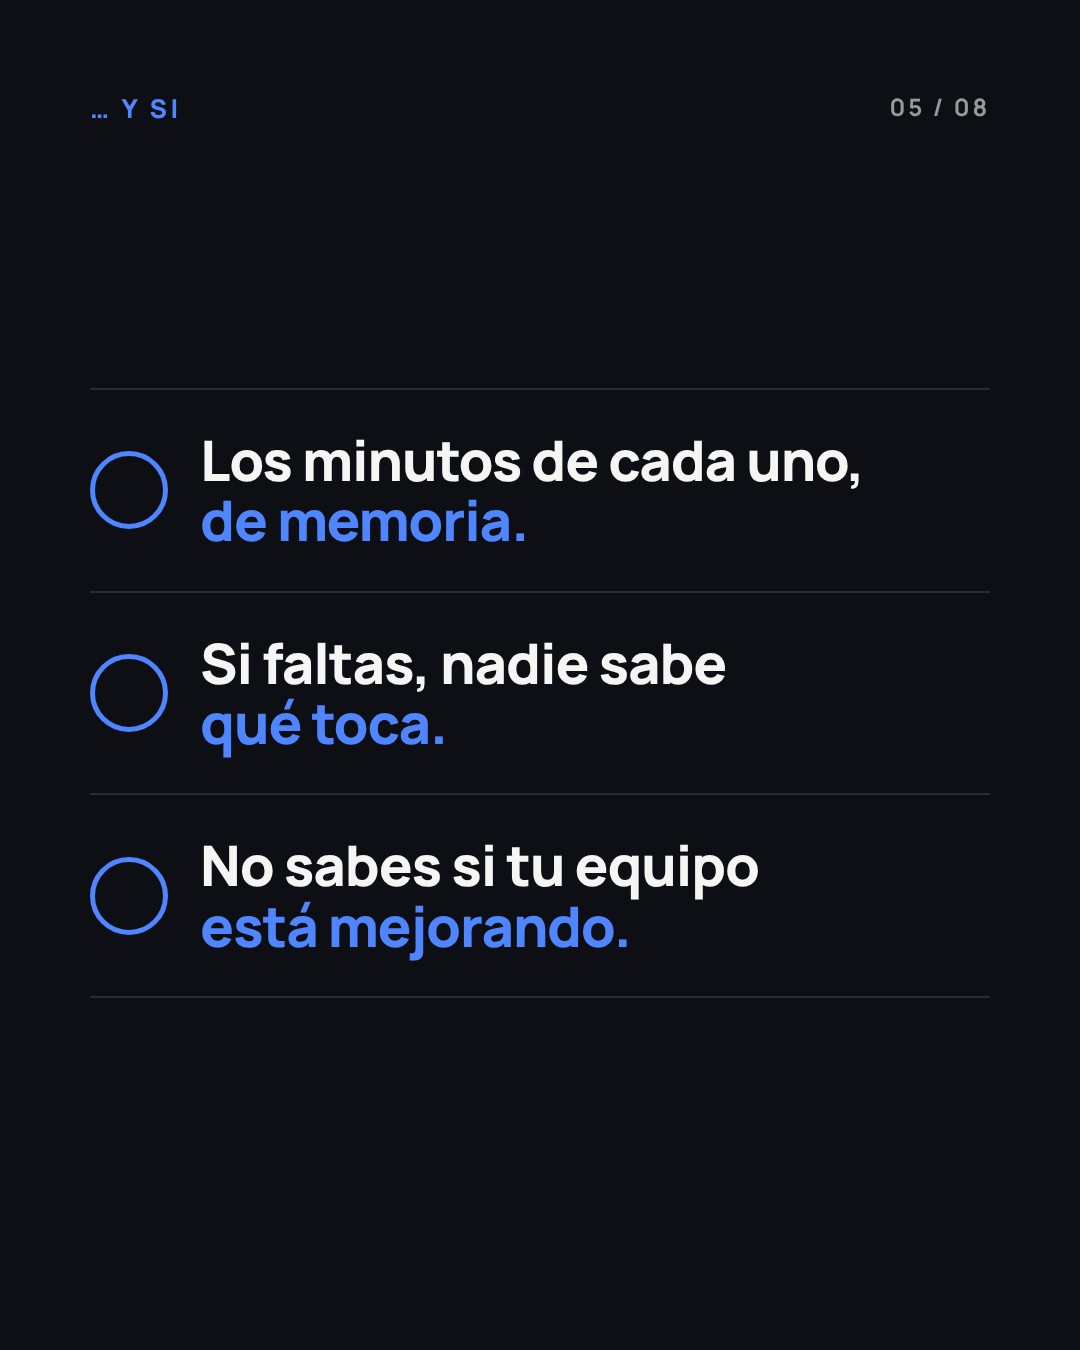 … Y SI
05 / 08
Los minutos de cada uno,
de memoria.
Si faltas, nadie sabe
qué toca.
No sabes si tu equipo
está mejorando.